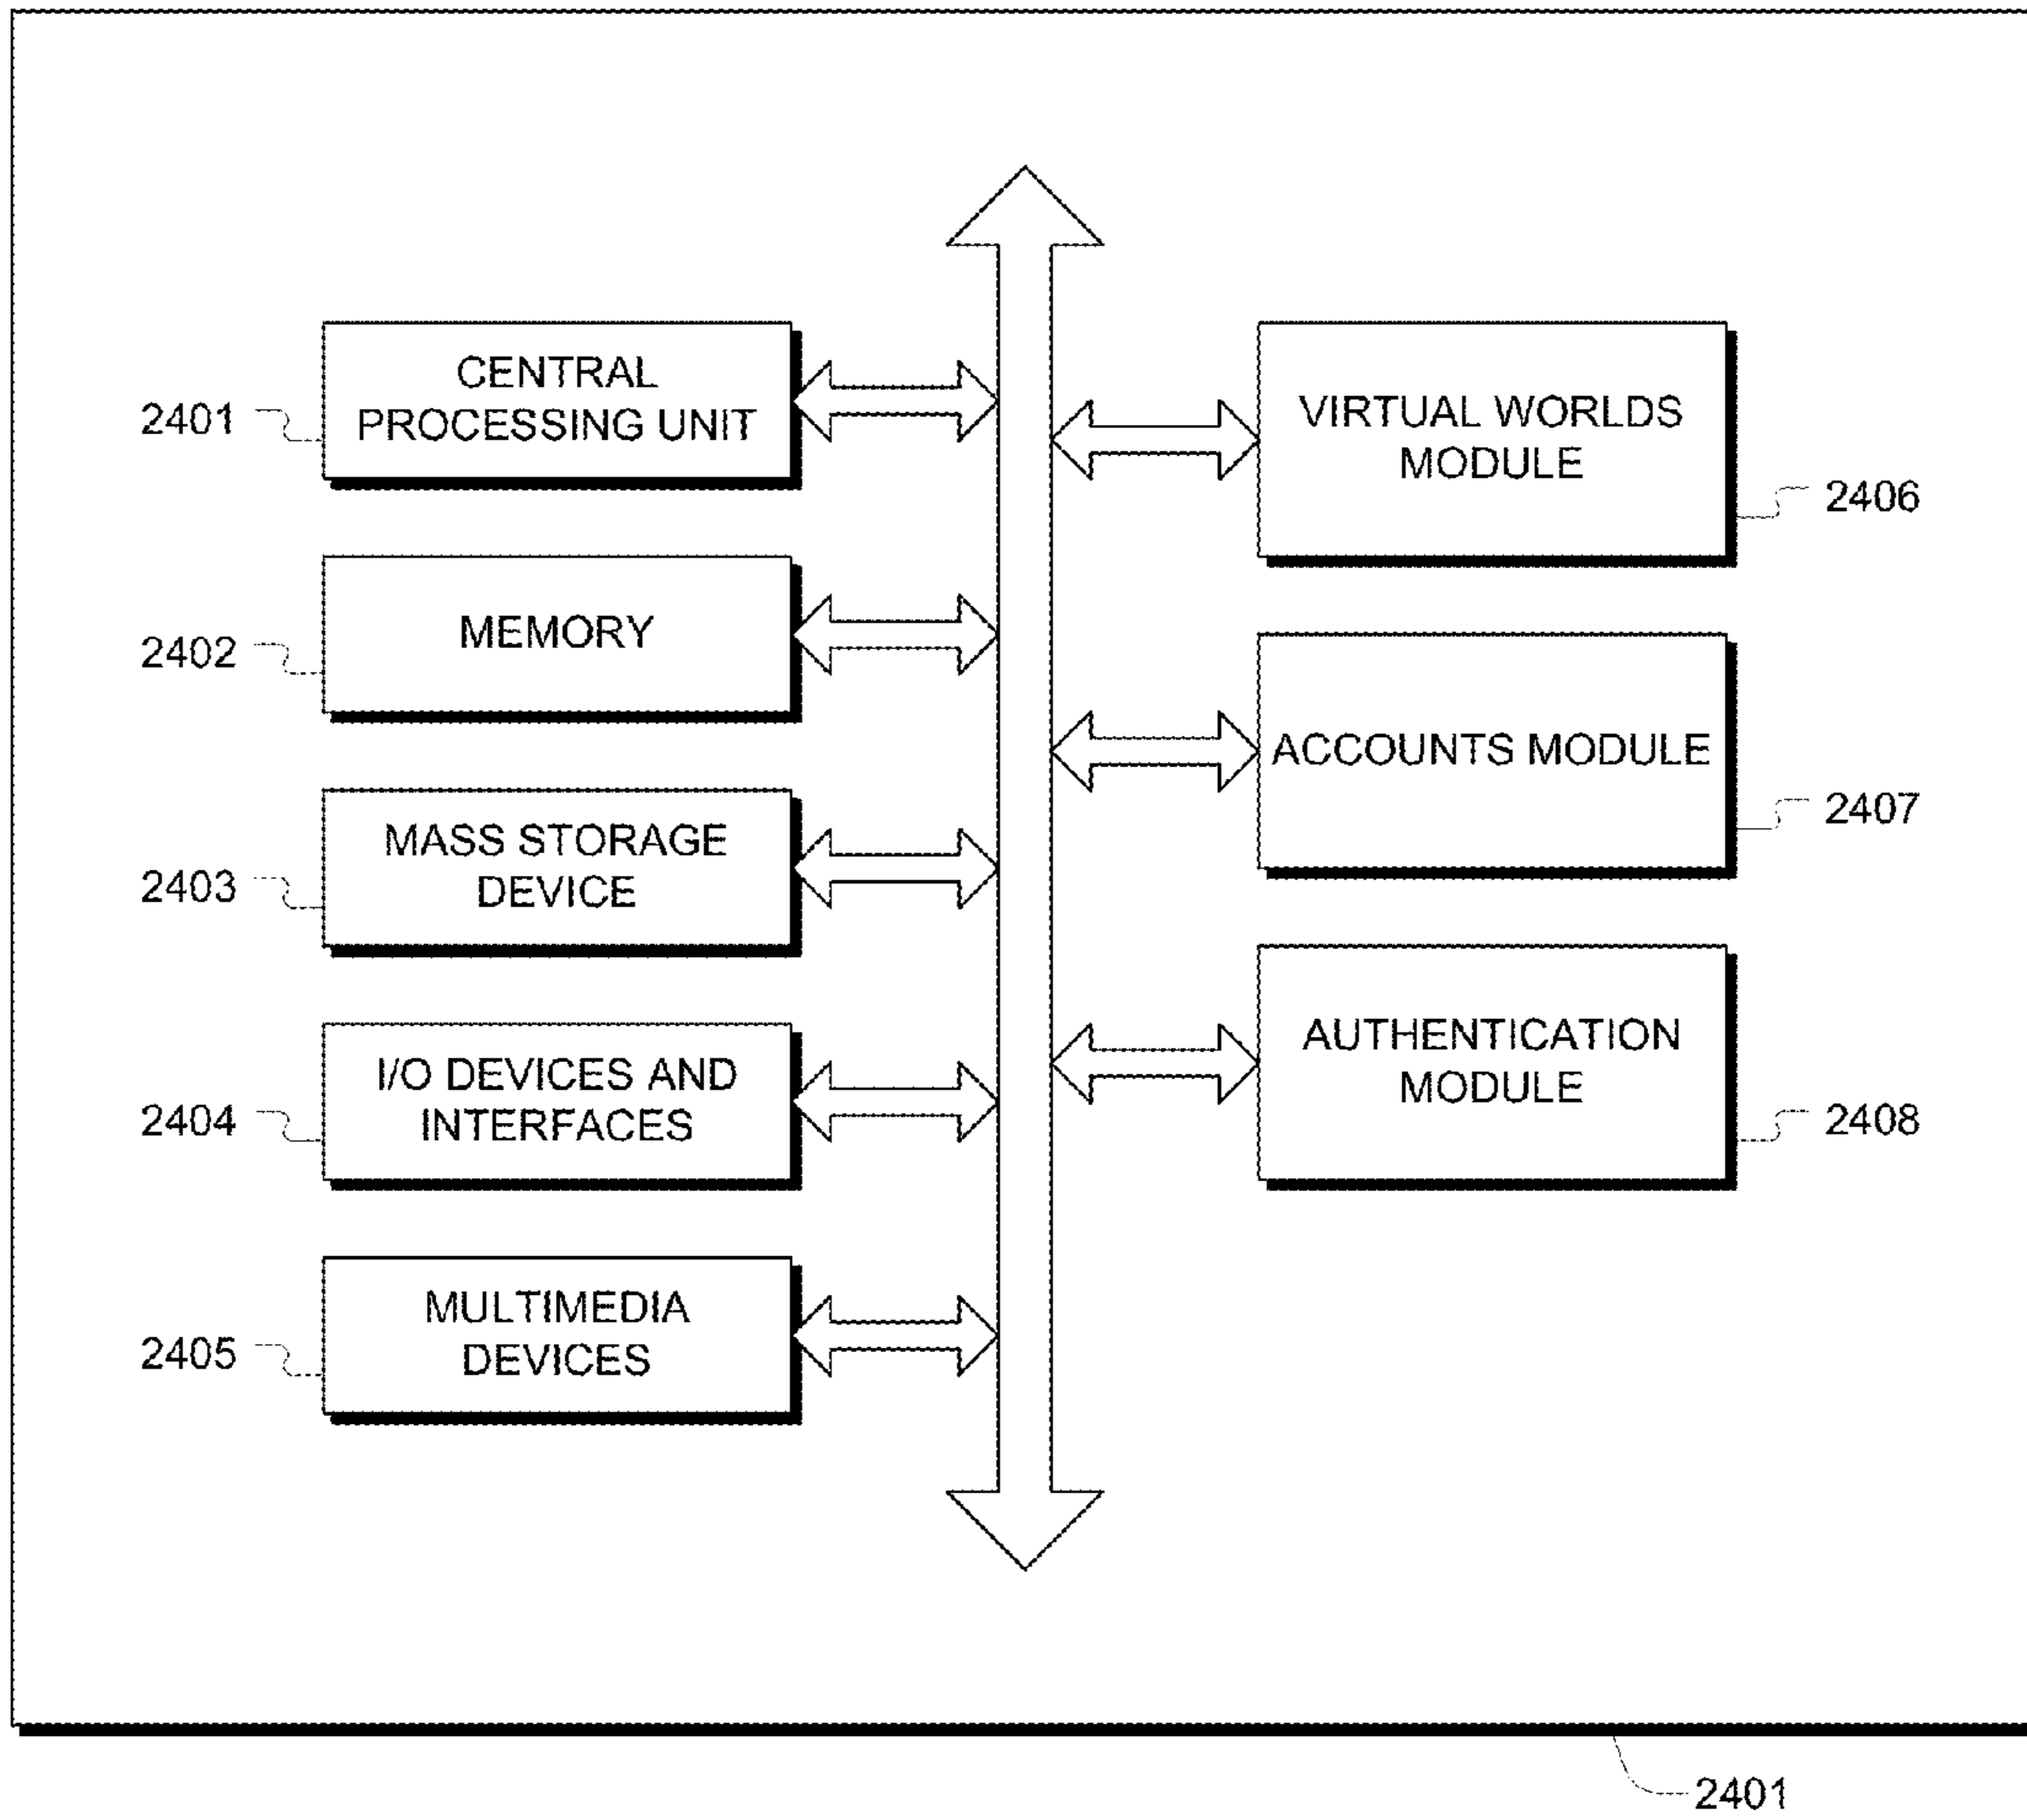 CENTRAL
PROCESSING UNIT
2401
MEMORY
2402
MASS STORAGE
DEVICE
2403
I/O DEVICES AND
INTERFACES
2404
MULTIMEDIA
DEVICES
2405
VIRTUAL WORLDS
MODULE
2406
ACCOUNTS MODULE
2407
AUTHENTICATION
MODULE
2408
2401